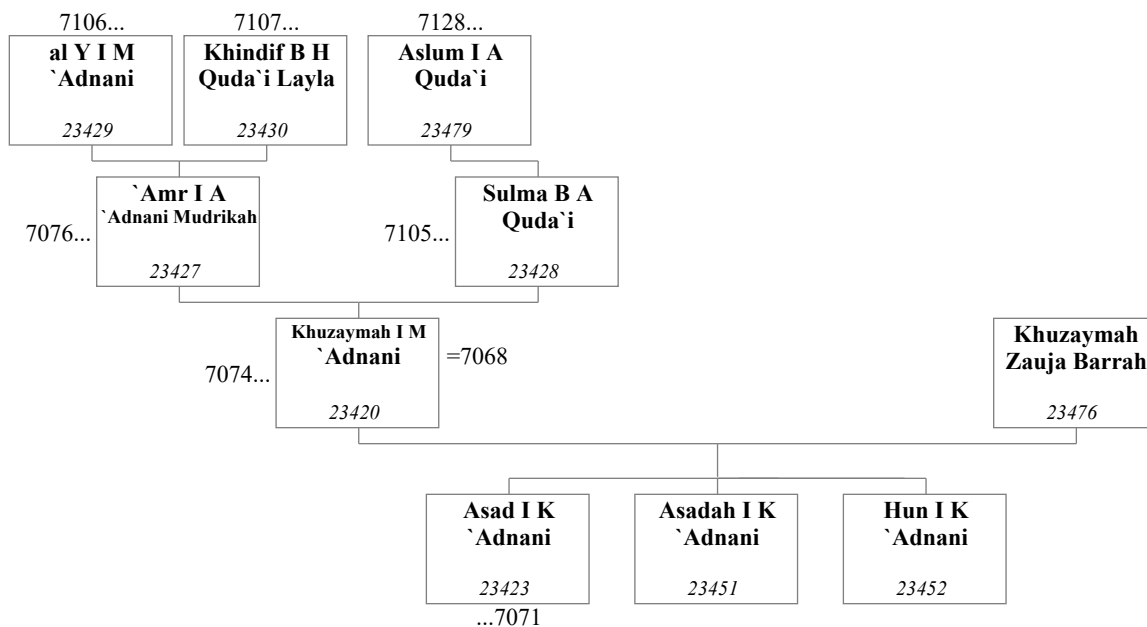 7106... 7107... 7128...
al Y I M
`Adnani
23429
Khindif B H
Quda`i Layla
23430
Aslum I A
Quda`i
23479
7076...
`Amr I A
`Adnani Mudrikah
23427
7105...
Sulma B A
Quda`i
23428
7074...
Khuzaymah I M
`Adnani
23420
=7068
Khuzaymah
Zauja Barrah
23476
Asad I K
`Adnani
23423
...7071
Asadah I K
`Adnani
23451
Hun I K
`Adnani
23452